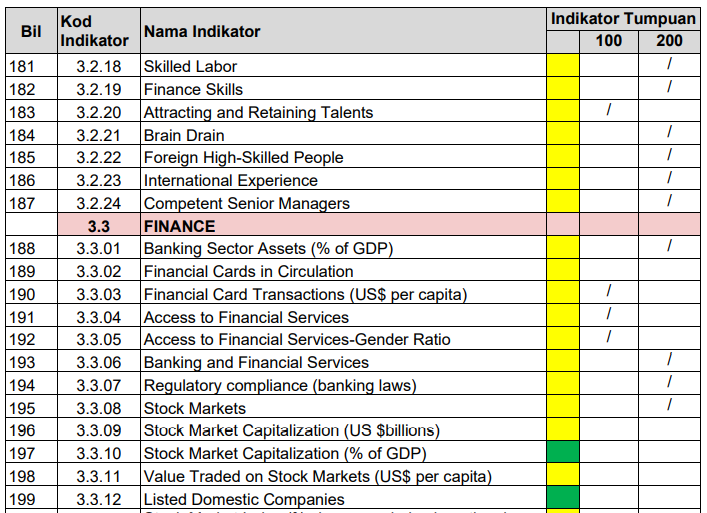 Bil Kod Indikator Nama Indikator Indikator Tumpuan
100 200
181 3.2.18 Skilled Labor /
182 3.2.19 Finance Skills /
183 3.2.20 Attracting and Retaining Talents /
184 3.2.21 Brain Drain /
185 3.2.22 Foreign High-Skilled People /
186 3.2.23 International Experience /
187 3.2.24 Competent Senior Managers /
3.3 FINANCE
188 3.3.01 Banking Sector Assets (% of GDP) /
189 3.3.02 Financial Cards in Circulation
190 3.3.03 Financial Card Transactions (US$ per capita) /
191 3.3.04 Access to Financial Services /
192 3.3.05 Access to Financial Services-Gender Ratio /
193 3.3.06 Banking and Financial Services /
194 3.3.07 Regulatory compliance (banking laws) /
195 3.3.08 Stock Markets /
196 3.3.09 Stock Market Capitalization (US $billions)
197 3.3.10 Stock Market Capitalization (% of GDP)
198 3.3.11 Value Traded on Stock Markets (US$ per capita)
199 3.3.12 Listed Domestic Companies